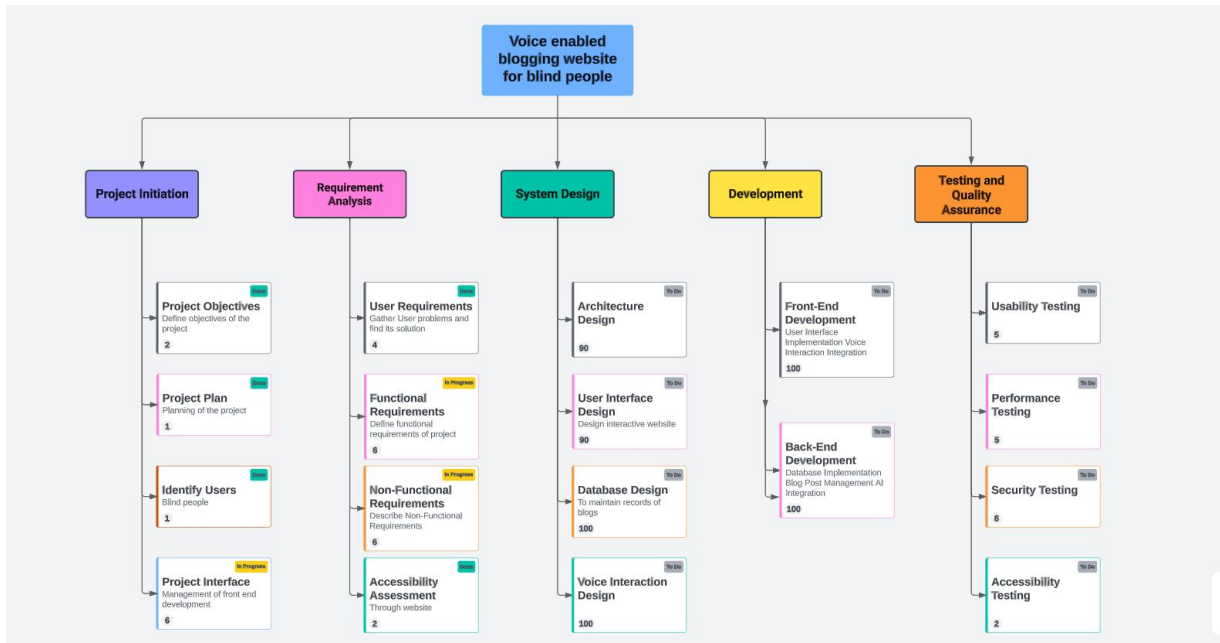 Voice enabled
blogging website
for blind people
Project Initiation
Requirement
Analysis
System Design
Development
Testing and
Quality
Assurance
Done
Project Objectives
Define objectives of the
project
2
Done
Project Plan
Planning of the project
1
Done
Identify Users
Blind people
1
In Progress
Project Interface
Management of front end
development
6
Done
User Requirements
Gather User problems and
find its solution
4
In Progress
Functional
Requirements
Define functional
requirements of project
6
In Progress
Non-Functional
Requirements
Describe Non-Functional
Requirements
6
Done
Accessibility
Assessment
Through website
2
To Do
Architecture
Design
90
To Do
User Interface
Design
Design interactive website
90
To Do
Database Design
To maintain records of
blogs
100
To Do
Voice Interaction
Design
100
To Do
Front-End
Development
User Interface
Implementation Voice
Interaction Integration
100
To Do
Back-End
Development
Database Implementation
Blog Post Management AI
Integration
100
To Do
Usability Testing
5
To Do
Performance
Testing
5
To Do
Security Testing
8
To Do
Accessibility
Testing
2